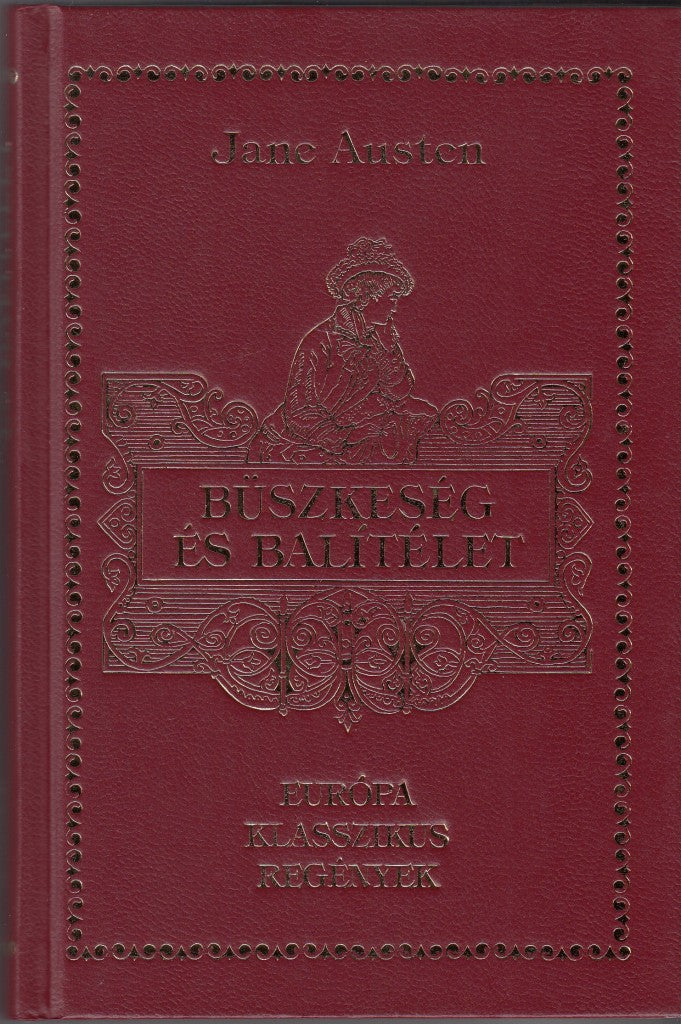 Jane Austen
BÜSZKESÉG
ÉS BALÍTÉLET
EURÓPA
KLASSZIKUS
REGÉNYEK